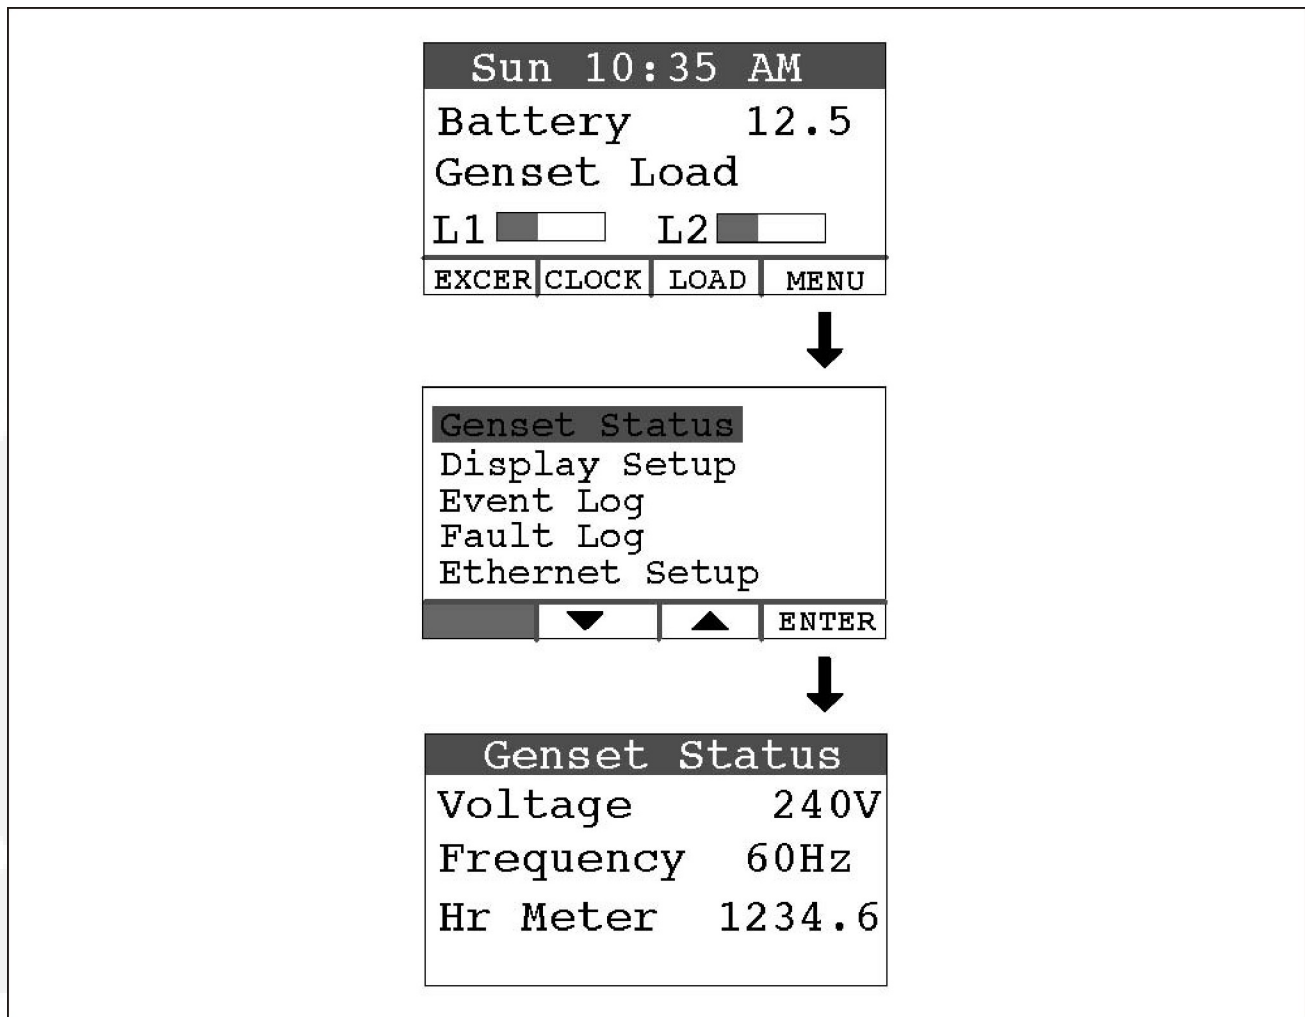 Sun 10:35 AM
Battery 12.5
Genset Load
L1 L2
EXCER CLOCK LOAD MENU
Genset Status
Display Setup
Event Log
Fault Log
Ethernet Setup
ENTER
Genset Status
Voltage 240V
Frequency 60Hz
Hr Meter 1234.6